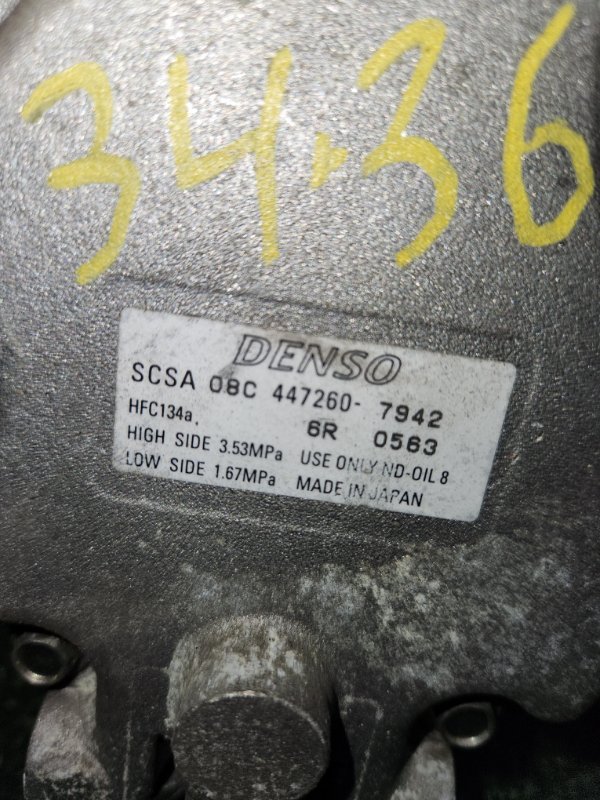 34.36
DENSO
SCSA 08C 447260- 7942
HFC134a, 6R 0563
HIGH SIDE 3.53MPa USE ONLY ND-OIL 8
LOW SIDE 1.67MPa MADE IN JAPAN